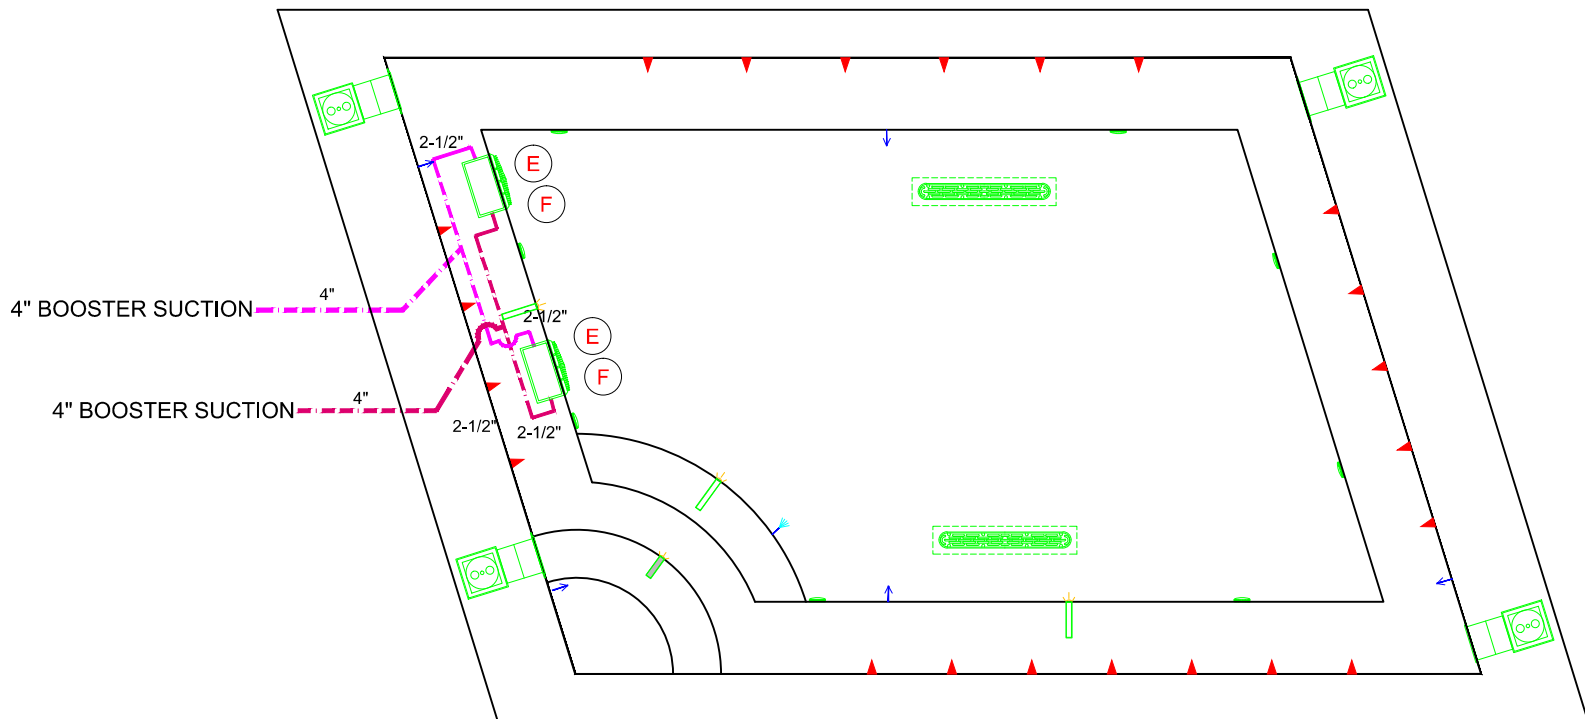 2-1/2"
E
F
4" BOOSTER SUCTION
4"
2-1/2"
E
F
4" BOOSTER SUCTION
4"
2-1/2"
2-1/2"